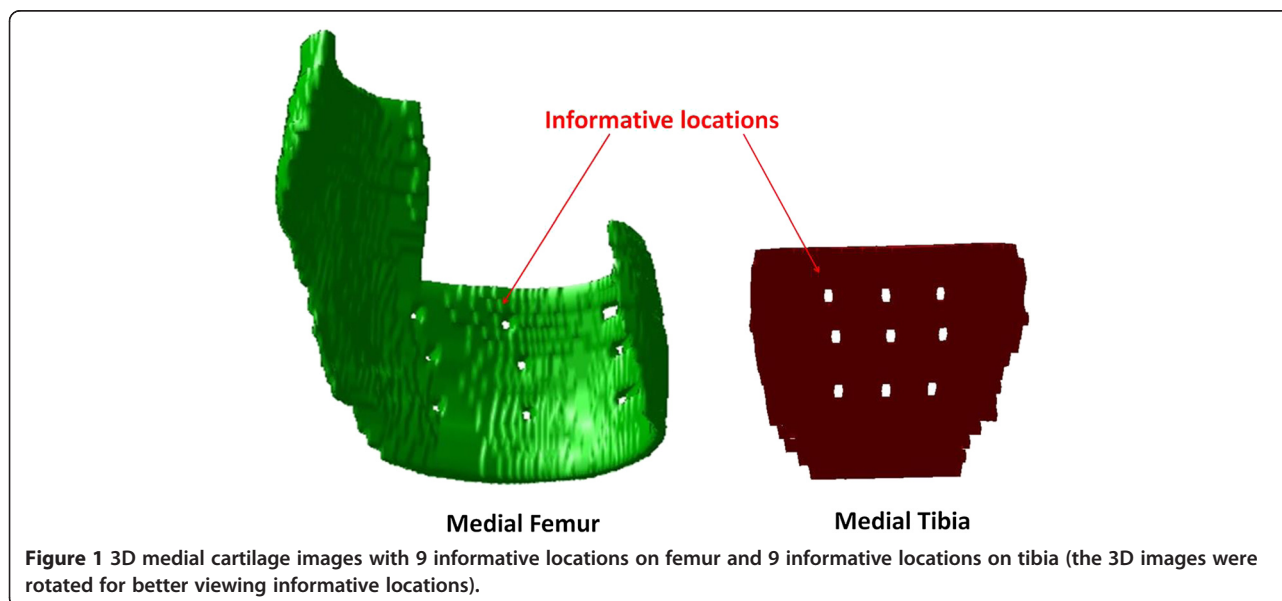 Informative locations
Medial Femur
Medial Tibia
Figure 1 3D medial cartilage images with 9 informative locations on femur and 9 informative locations on tibia (the 3D images were
rotated for better viewing informative locations).